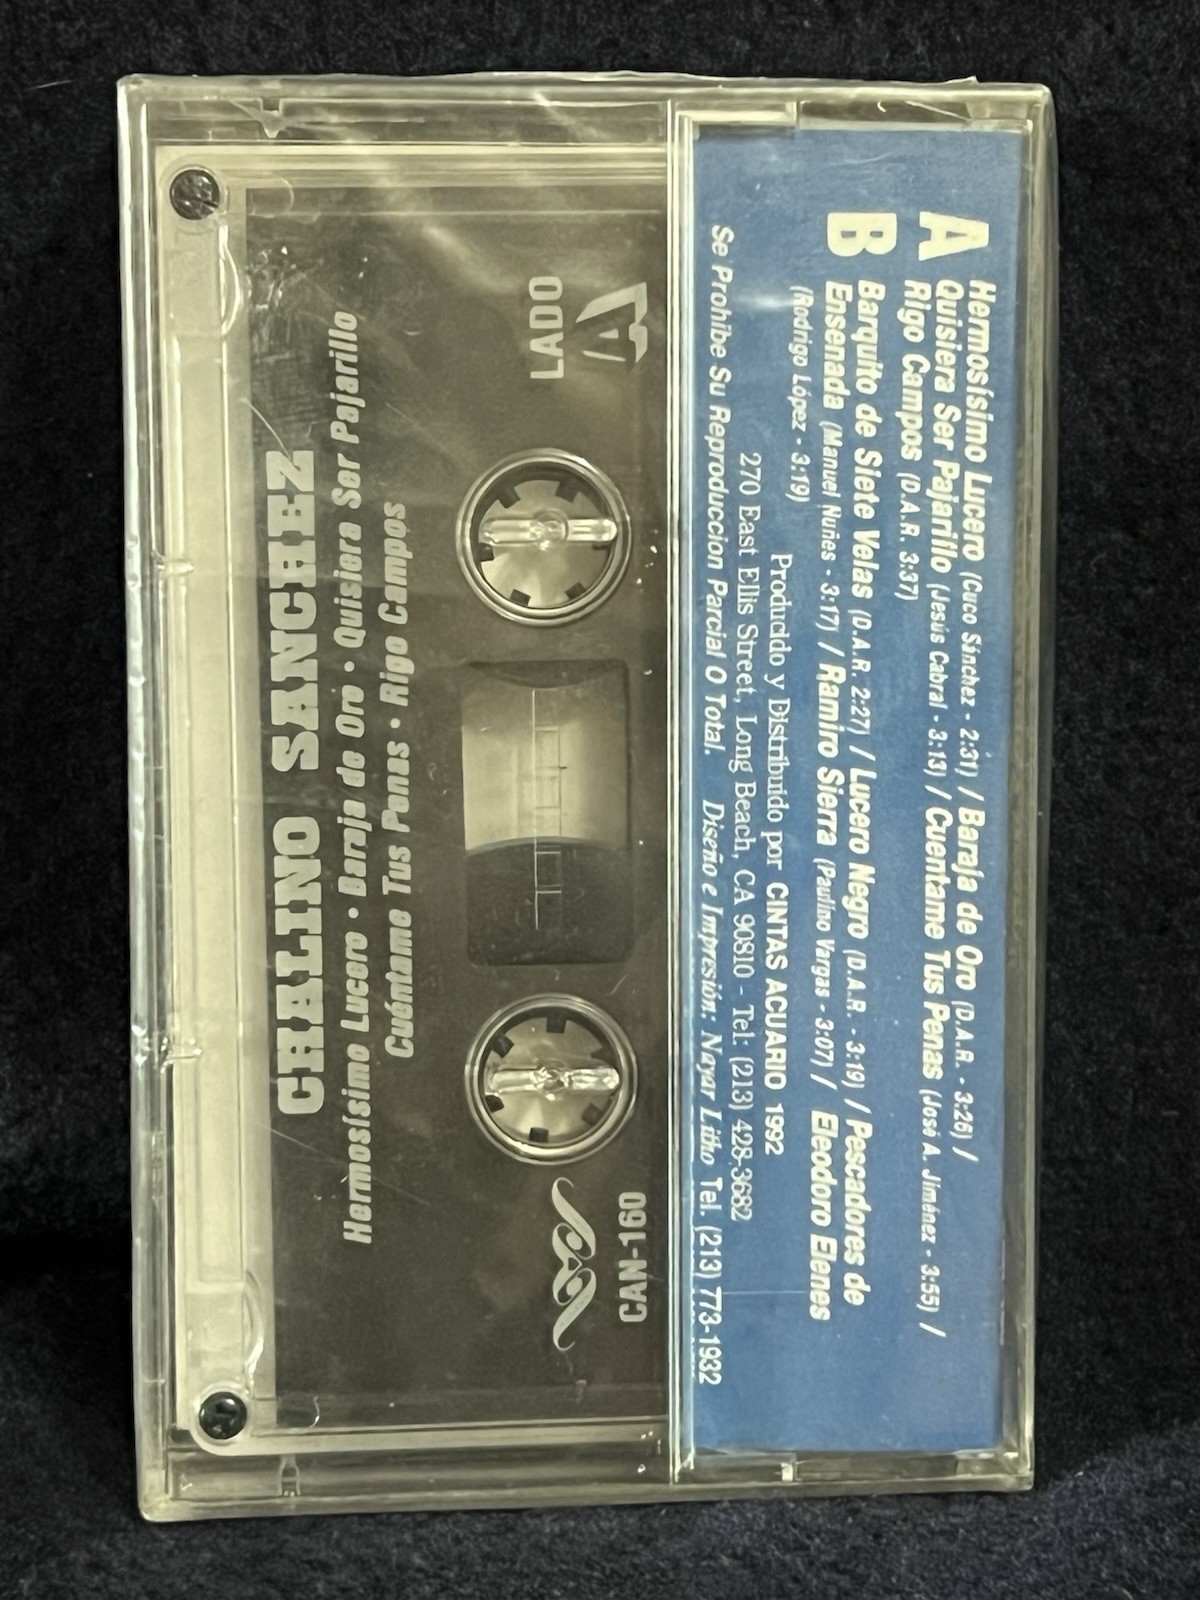 A Hermosísimo Lucero (Cuco Sánchez - 2:31) / Baraja de Oro (D.A.R. - 3:26) /
Quisiera Ser Pajarillo (Jesús Cabral - 3:13) / Cuentame Tus Penas (José A. Jiménez - 3:55) /
Rigo Campos (D.A.R. 3:37)
B Barquito de Siete Velas (D.A.R. 2:27) / Lucero Negro (D.A.R. - 3:19) / Pescadores de
Ensenada (Manuel Nuñes - 3:17) / Ramiro Sierra (Paulino Vargas - 3:07) / Eleodoro Elenes
(Rodrigo López - 3:19)
Producido y Distribuido por CINTAS ACUARIO 1992
270 East Ellis Street, Long Beach, CA 90810 - Tel: (213) 428-3682
Se Prohibe Su Reproduccion Parcial O Total. Diseño e Impresión: Nayar Litho Tel. (213) 773-1932
LADO
A
CAN-160
CHALINO SANCHEZ
Hermosísimo Lucero • Baraja de Oro • Quisiera Ser Pajarillo
Cuéntame Tus Penas • Rigo Campos